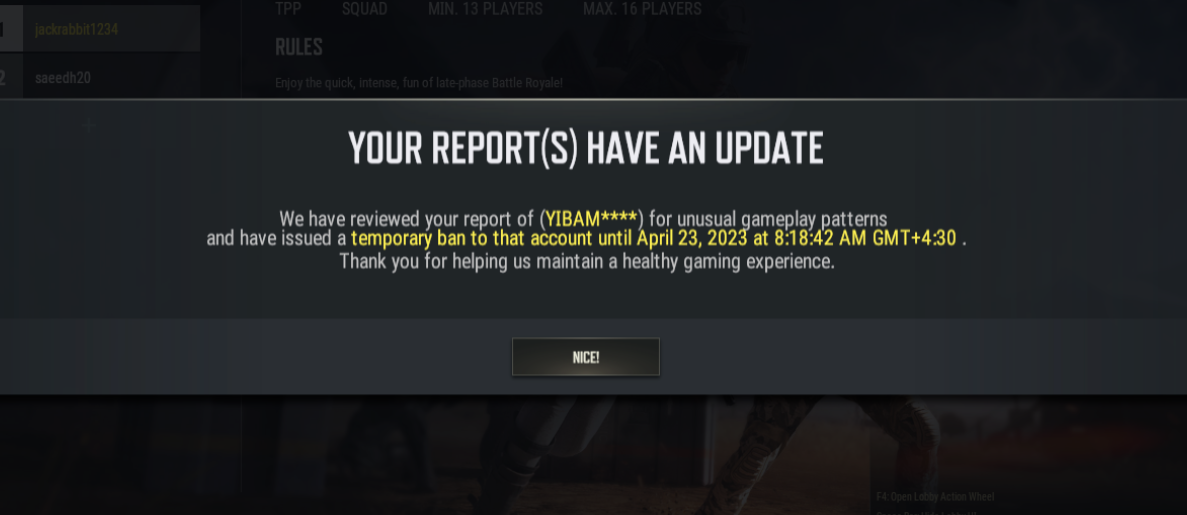 TPP SQUAD MIN. 13 PLAYERS MAX. 16 PLAYERS
1 jackrabbit1234
RULES
2 saeedh20
Enjoy the quick, intense, fun of late-phase Battle Royale!
YOUR REPORT(S) HAVE AN UPDATE
We have reviewed your report of (YIBAM****) for unusual gameplay patterns
and have issued a temporary ban to that account until April 23, 2023 at 8:18:42 AM GMT+4:30 .
Thank you for helping us maintain a healthy gaming experience.
NICE!
F4: Open Lobby Action Wheel